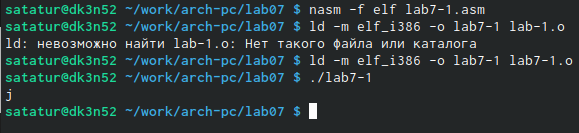 satatur@dk3n52 ~/work/arch-pc/lab07 $ nasm -f elf lab7-1.asm
satatur@dk3n52 ~/work/arch-pc/lab07 $ ld -m elf_i386 -o lab7-1 lab-1.o
ld: невозможно найти lab-1.o: Нет такого файла или каталога
satatur@dk3n52 ~/work/arch-pc/lab07 $ ld -m elf_i386 -o lab7-1 lab7-1.o
satatur@dk3n52 ~/work/arch-pc/lab07 $ ./lab7-1
j
satatur@dk3n52 ~/work/arch-pc/lab07 $